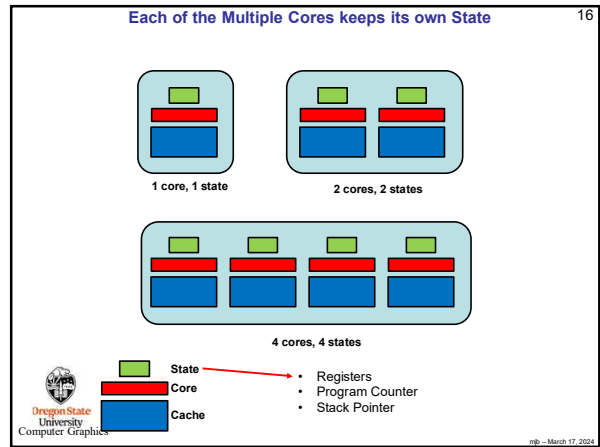 Each of the Multiple Cores keeps its own State
16
1 core, 1 state
2 cores, 2 states
4 cores, 4 states
State
Core
Cache
• Registers
• Program Counter
• Stack Pointer
Oregon State
University
Computer Graphics
mjb – March 17, 2024